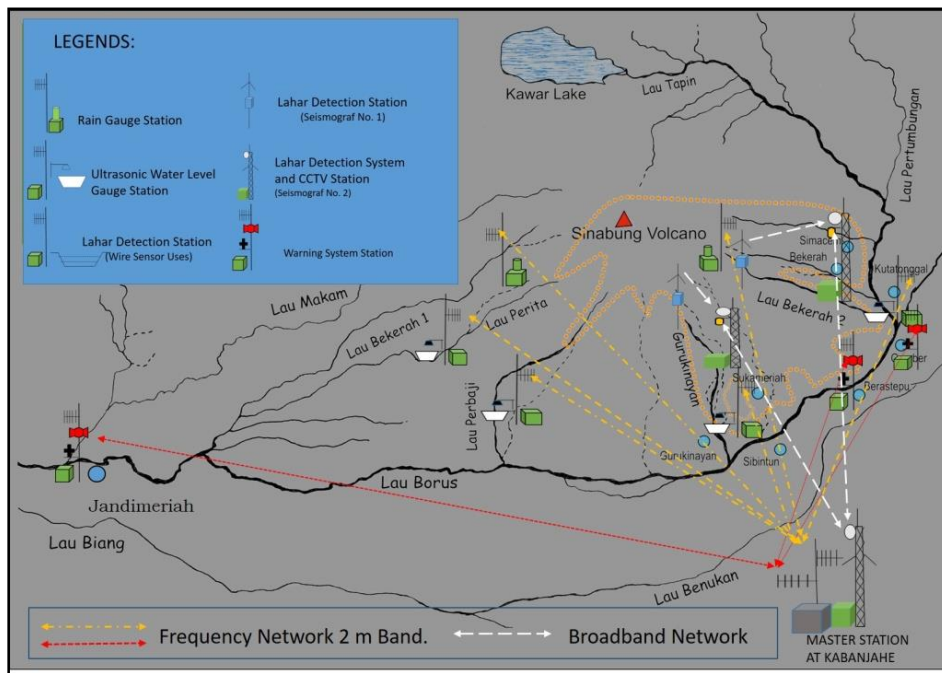 LEGENDS:
Rain Gauge Station
Ultrasonic Water Level
Gauge Station
Lahar Detection Station
(Wire Sensor Uses)
Lahar Detection Station
(Seismograf No. 1)
Lahar Detection System
and CCTV Station
(Seismograf No. 2)
Warning System Station
Kawar Lake
Lau Tapin
Lau Pertumbungan
Sinabung Volcano
Simacem
Bekerah
Kutatonggal
Lau Makam
Lau Bekerah 1
Lau Perita
Lau Bekerah 2
Gurukinayan
Sukameriah
Berastepu
Lau Perbaji
Gurukinayan
Sibintun
Lau Borus
Jandimeriah
Lau Biang
Lau Benukan
Frequency Network 2 m Band.
Broadband Network
MASTER STATION
AT KABANJAHE